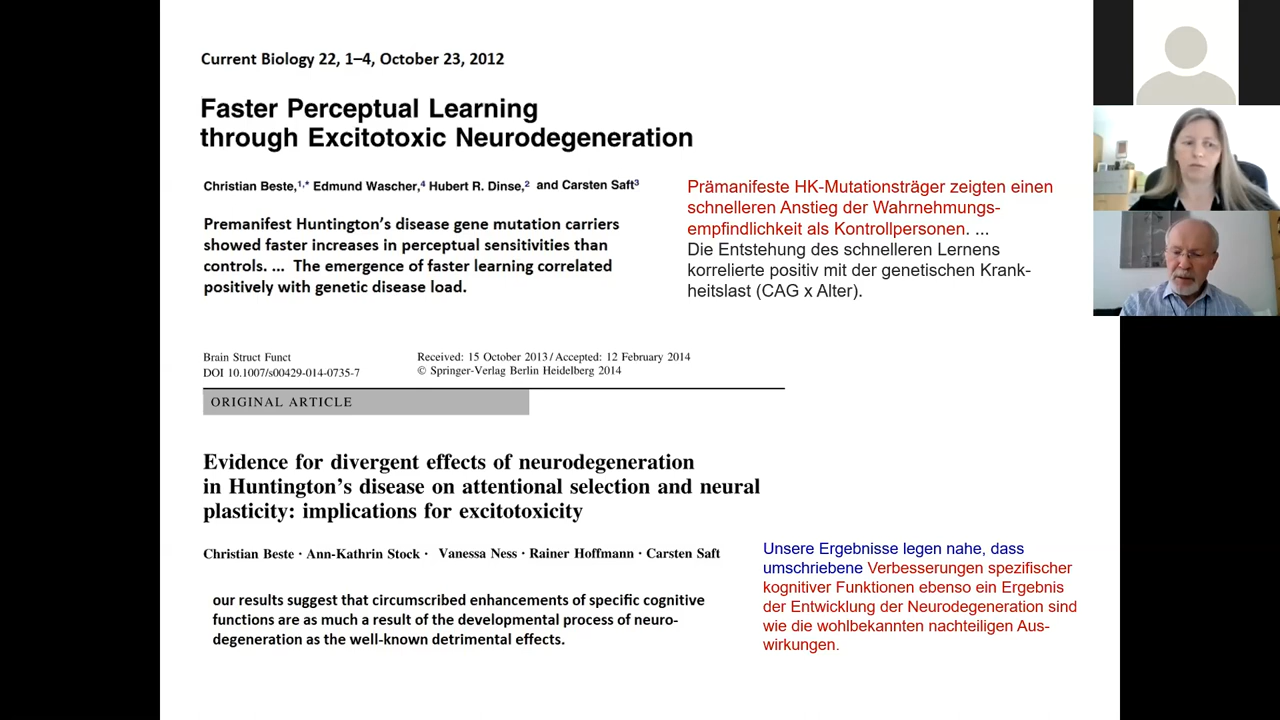 Current Biology 22, 1–4, October 23, 2012
Faster Perceptual Learning
through Excitotoxic Neurodegeneration
Christian Beste,1,* Edmund Wascher,4 Hubert R. Dinse,2 and Carsten Saft3
Premanifest Huntington's disease gene mutation carriers
showed faster increases in perceptual sensitivities than
controls. ... The emergence of faster learning correlated
positively with genetic disease load.
Prämanifeste HK-Mutationsträger zeigten einen
schnelleren Anstieg der Wahrnehmungs-
empfindlichkeit als Kontrollpersonen. ...
Die Entstehung des schnelleren Lernens
korrelierte positiv mit der genetischen Krank-
heitslast (CAG x Alter).
Brain Struct Funct
DOI 10.1007/s00429-014-0735-7
Received: 15 October 2013 / Accepted: 12 February 2014
© Springer-Verlag Berlin Heidelberg 2014
ORIGINAL ARTICLE
Evidence for divergent effects of neurodegeneration
in Huntington's disease on attentional selection and neural
plasticity: implications for excitotoxicity
Christian Beste · Ann-Kathrin Stock · Vanessa Ness · Rainer Hoffmann · Carsten Saft
our results suggest that circumscribed enhancements of specific cognitive
functions are as much a result of the developmental process of neuro-
degeneration as the well-known detrimental effects.
Unsere Ergebnisse legen nahe, dass
umschriebene Verbesserungen spezifischer
kognitiver Funktionen ebenso ein Ergebnis
der Entwicklung der Neurodegeneration sind
wie die wohlbekannten nachteiligen Aus-
wirkungen.